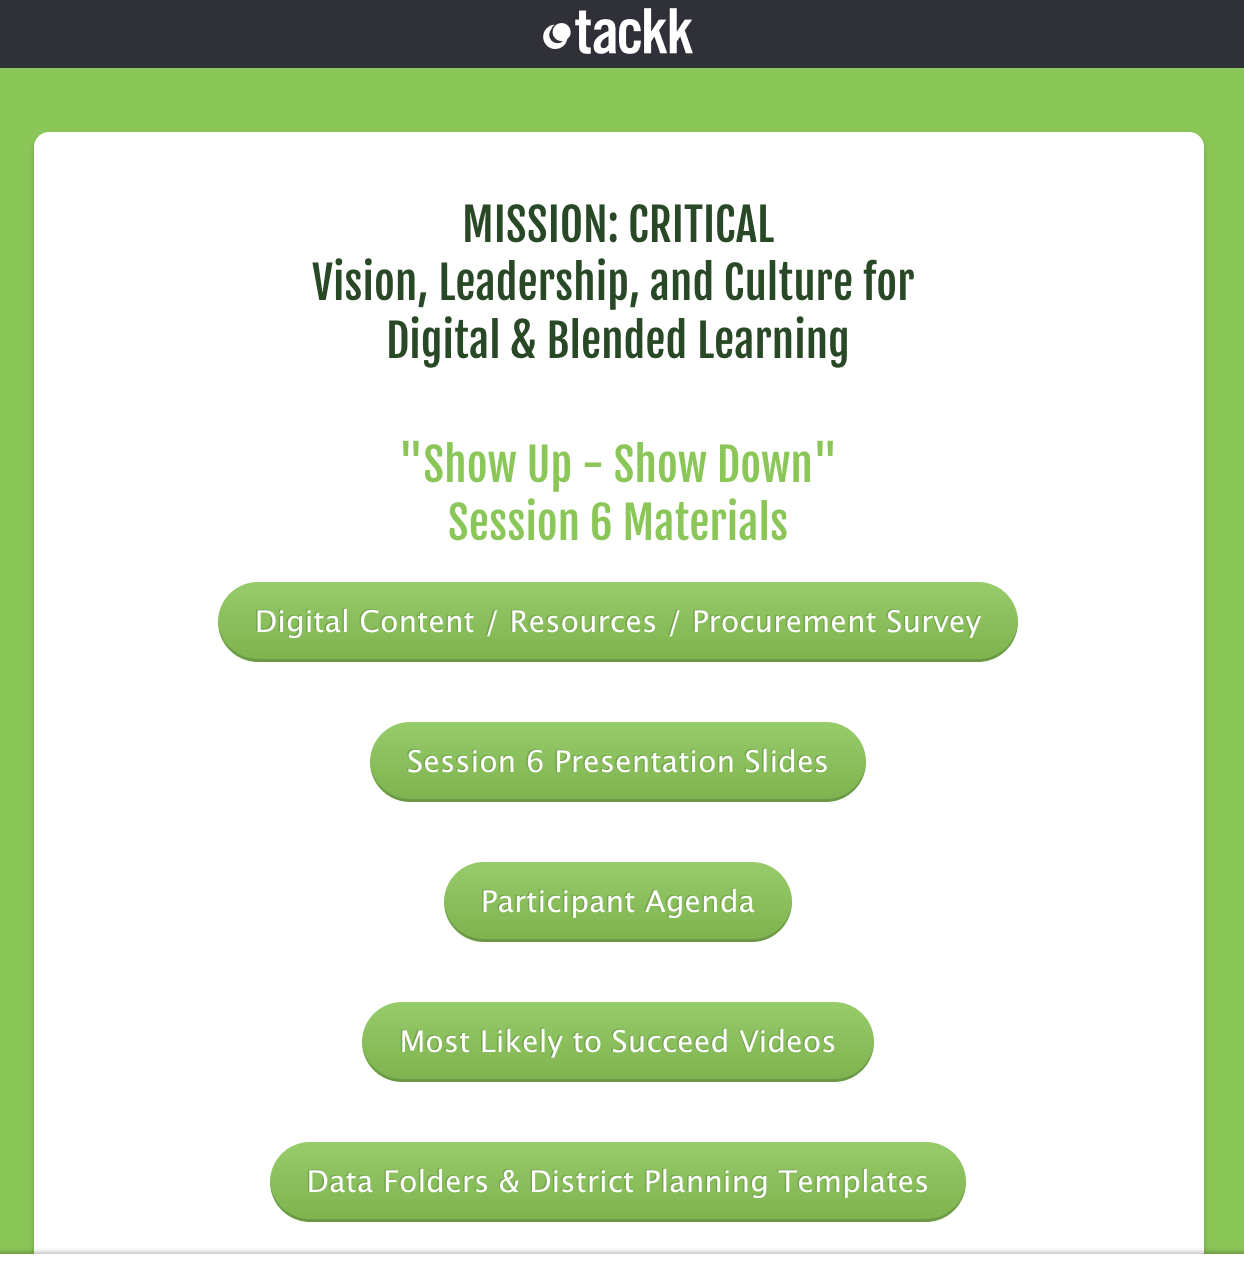 tackk
MISSION: CRITICAL
Vision, Leadership, and Culture for
Digital & Blended Learning
"Show Up - Show Down"
Session 6 Materials
Digital Content / Resources / Procurement Survey
Session 6 Presentation Slides
Participant Agenda
Most Likely to Succeed Videos
Data Folders & District Planning Templates